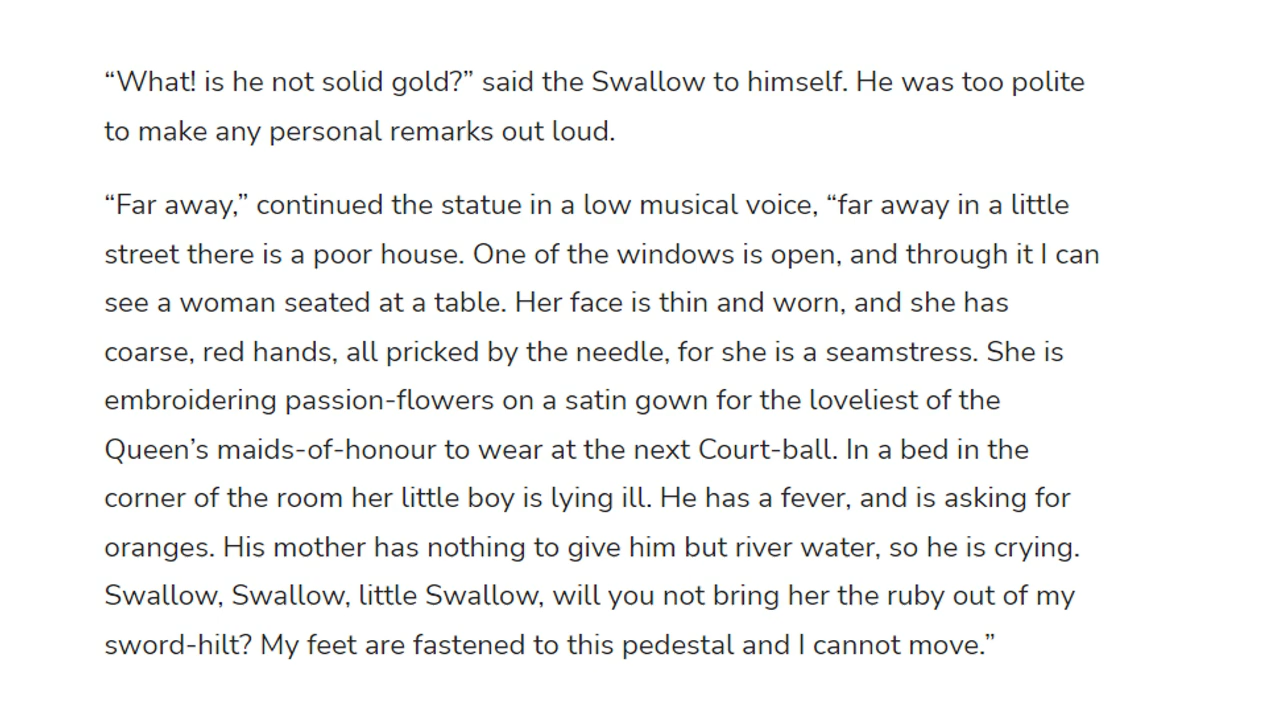 “What! is he not solid gold?” said the Swallow to himself. He was too polite
to make any personal remarks out loud.
“Far away,” continued the statue in a low musical voice, “far away in a little
street there is a poor house. One of the windows is open, and through it I can
see a woman seated at a table. Her face is thin and worn, and she has
coarse, red hands, all pricked by the needle, for she is a seamstress. She is
embroidering passion-flowers on a satin gown for the loveliest of the
Queen’s maids-of-honour to wear at the next Court-ball. In a bed in the
corner of the room her little boy is lying ill. He has a fever, and is asking for
oranges. His mother has nothing to give him but river water, so he is crying.
Swallow, Swallow, little Swallow, will you not bring her the ruby out of my
sword-hilt? My feet are fastened to this pedestal and I cannot move.”